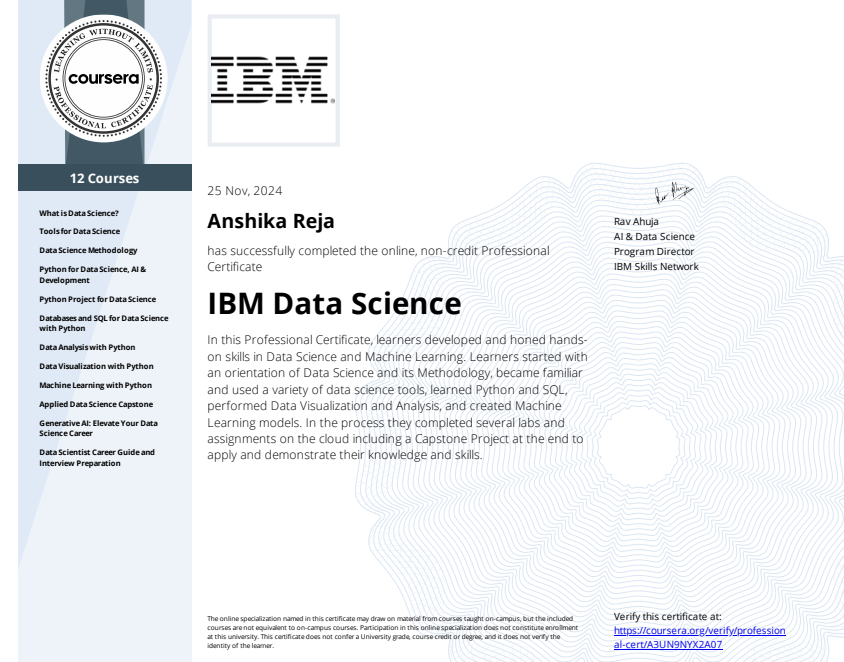 LEARNING WITHOUT LIMITS
coursera
PROFESSIONAL CERTIFICATE
12 Courses
What is Data Science?
Tools for Data Science
Data Science Methodology
Python for Data Science, AI &
Development
Python Project for Data Science
Databases and SQL for Data Science
with Python
Data Analysis with Python
Data Visualization with Python
Machine Learning with Python
Applied Data Science Capstone
Generative AI: Elevate Your Data
Science Career
Data Scientist Career Guide and
Interview Preparation
IBM®
25 Nov, 2024
Anshika Reja
has successfully completed the online, non-credit Professional
Certificate
IBM Data Science
In this Professional Certificate, learners developed and honed hands-
on skills in Data Science and Machine Learning. Learners started with
an orientation of Data Science and its Methodology, became familiar
and used a variety of data science tools, learned Python and SQL,
performed Data Visualization and Analysis, and created Machine
Learning models. In the process they completed several labs and
assignments on the cloud including a Capstone Project at the end to
apply and demonstrate their knowledge and skills.
Rav Ahuja
AI & Data Science
Program Director
IBM Skills Network
The online specialization named in this certificate may draw on material from courses taught on-campus, but the included
courses are not equivalent to on-campus courses. Participation in this online specialization does not constitute enrollment
at this university. This certificate does not confer a University grade, course credit or degree, and it does not verify the
identity of the learner.
Verify this certificate at:
https://coursera.org/verify/profession
al-cert/A3UN9NYX2A07